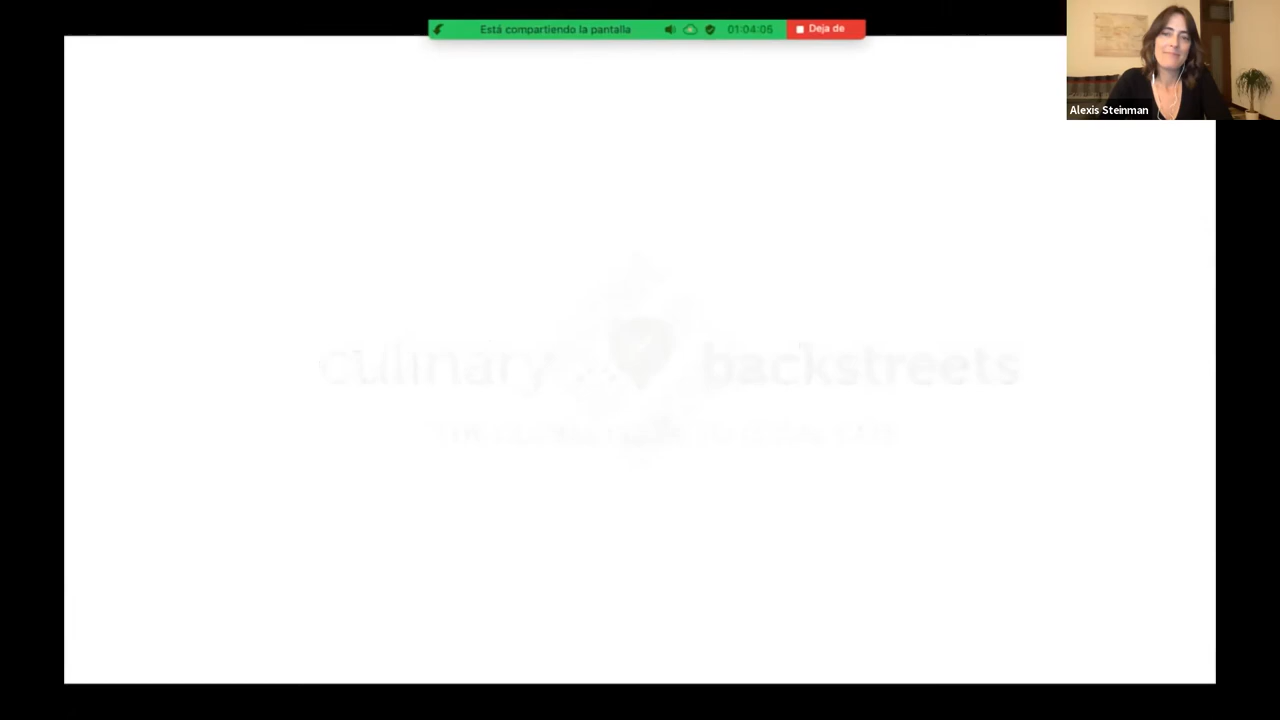 Está compartiendo la pantalla 01:04:05 Deja de
Alexis Steinman
culinary backstreets